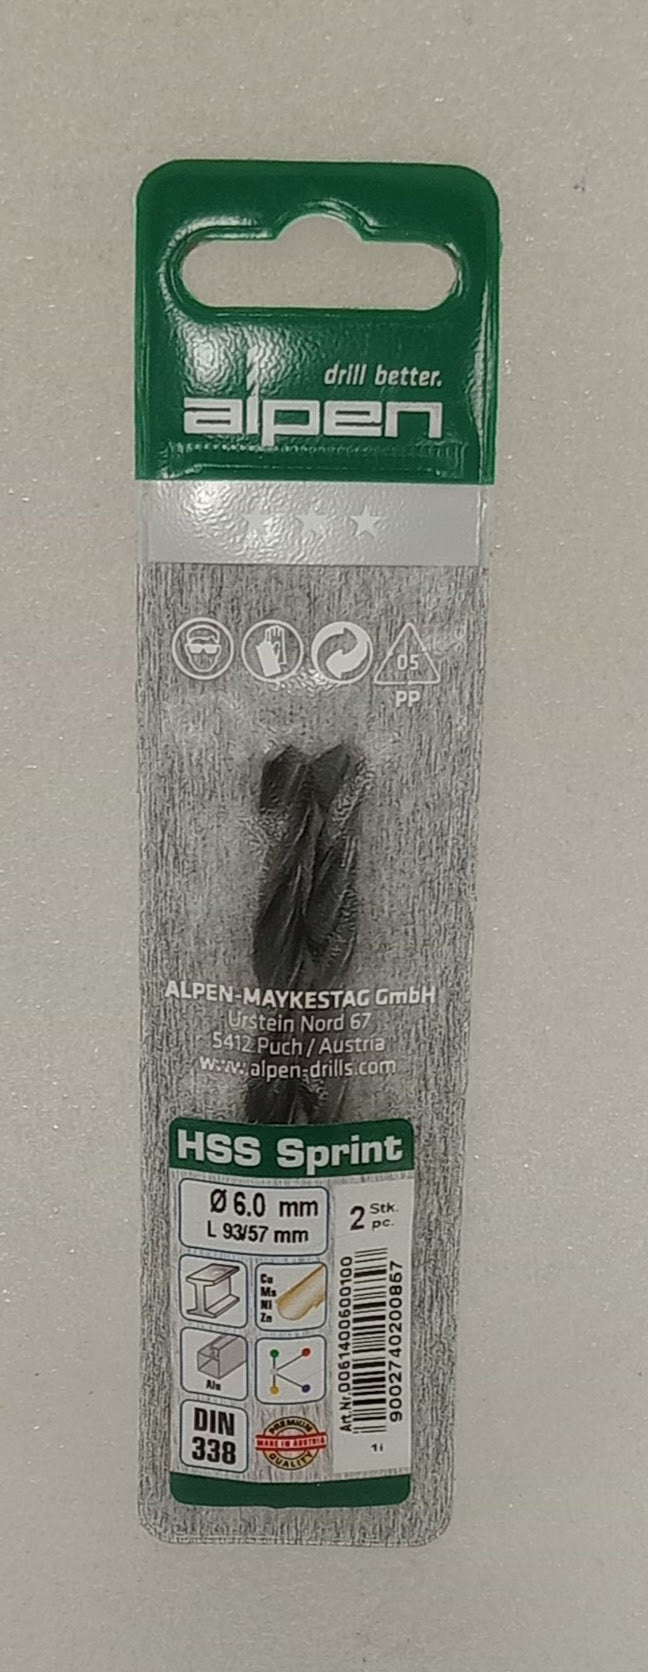 drill better.
alpen
05
PP
ALPEN-MAYKESTAG GmbH
Urstein Nord 67
5412 Puch / Austria
www.alpen-drills.com
HSS Sprint
Ø 6.0 mm
L 93/57 mm
2 Stk.
pc.
Cu
Ms
Ni
Zn
Alu
DIN
338
PREMIUM
MADE IN AUSTRIA
QUALITY
Art.Nr.0061400600100
9002740200867
1i